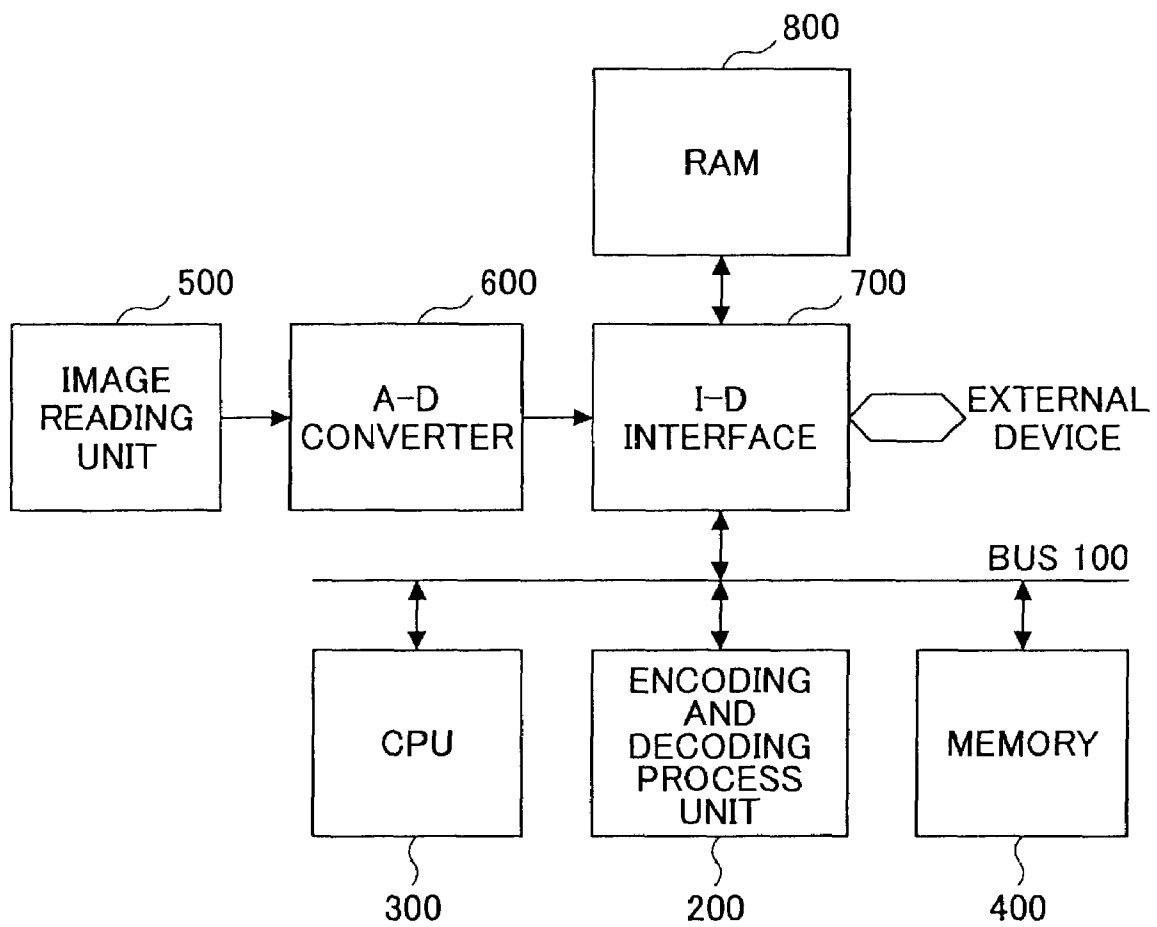 800
RAM
500
600
700
IMAGE
READING
UNIT
A-D
CONVERTER
I-D
INTERFACE
EXTERNAL
DEVICE
BUS 100
CPU
ENCODING
AND
DECODING
PROCESS
UNIT
MEMORY
300
200
400